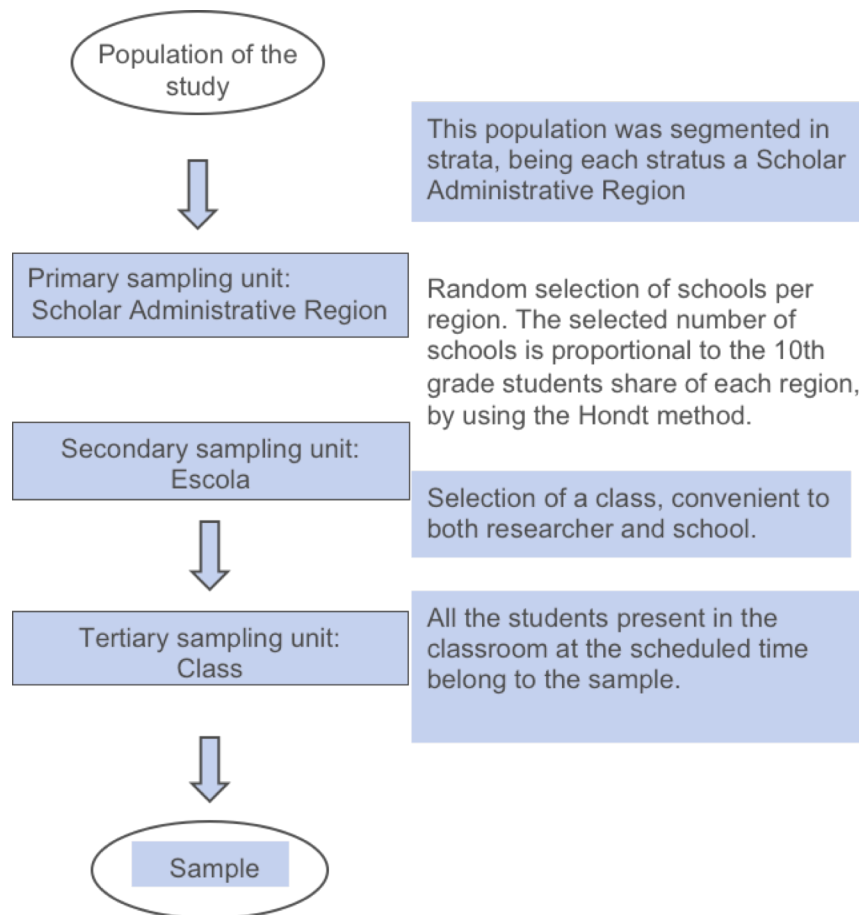 Population of the
study
This population was segmented in
strata, being each stratus a Scholar
Administrative Region
Primary sampling unit:
Scholar Administrative Region
Random selection of schools per
region. The selected number of
schools is proportional to the 10th
grade students share of each region,
by using the Hondt method.
Secondary sampling unit:
Escola
Selection of a class, convenient to
both researcher and school.
Tertiary sampling unit:
Class
All the students present in the
classroom at the scheduled time
belong to the sample.
Sample